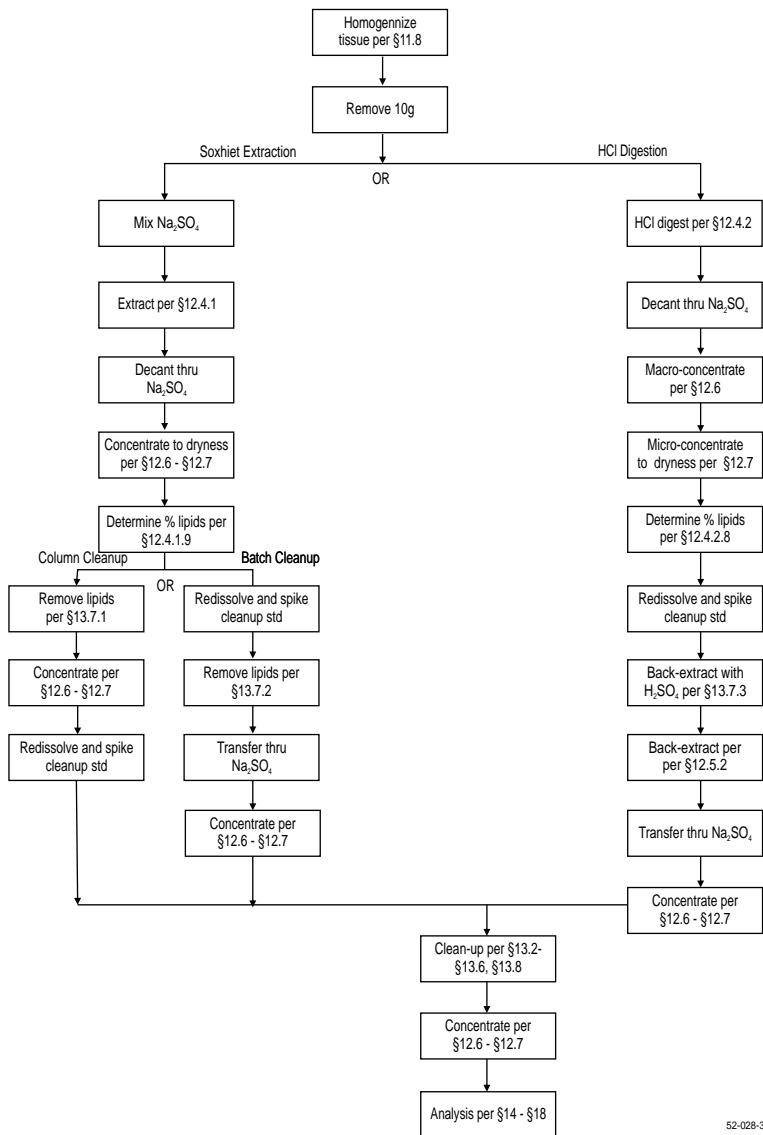 Homogennize
tissue per §11.8
Remove 10g
Soxhiet Extraction
HCl Digestion
OR
Mix Na₂SO₄
Extract per §12.4.1
Decant thru
Na₂SO₄
Concentrate to dryness
per §12.6 - §12.7
Determine % lipids per
§12.4.1.9
Column Cleanup
Batch Cleanup
OR
Remove lipids
per §13.7.1
Concentrate per
§12.6 - §12.7
Redissolve and spike
cleanup std
Redissolve and spike
cleanup std
Remove lipids per
§13.7.2
Transfer thru
Na₂SO₄
Concentrate per
§12.6 - §12.7
HCl digest per §12.4.2
Decant thru Na₂SO₄
Macro-concentrate
per §12.6
Micro-concentrate
to dryness per §12.7
Determine % lipids
per §12.4.2.8
Redissolve and spike
cleanup std
Back-extract with
H₂SO₄ per §13.7.3
Back-extract per
per §12.5.2
Transfer thru Na₂SO₄
Concentrate per
§12.6 - §12.7
Clean-up per §13.2-
§13.6, §13.8
Concentrate per
§12.6 - §12.7
Analysis per §14 - §18
52-028-3